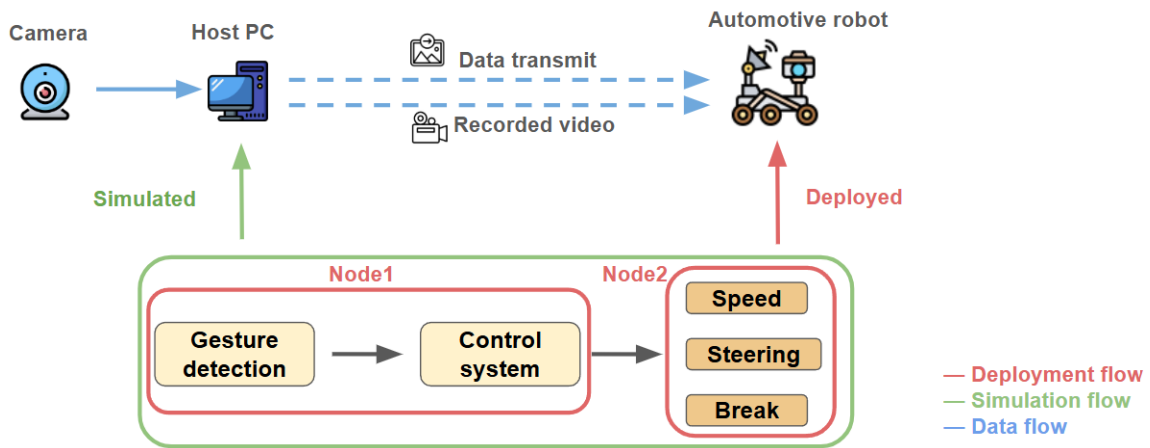 Camera
Host PC
Automotive robot
Data transmit
Recorded video
Simulated
Deployed
Node1
Node2
Gesture
detection
Control
system
Speed
Steering
Break
— Deployment flow
— Simulation flow
— Data flow